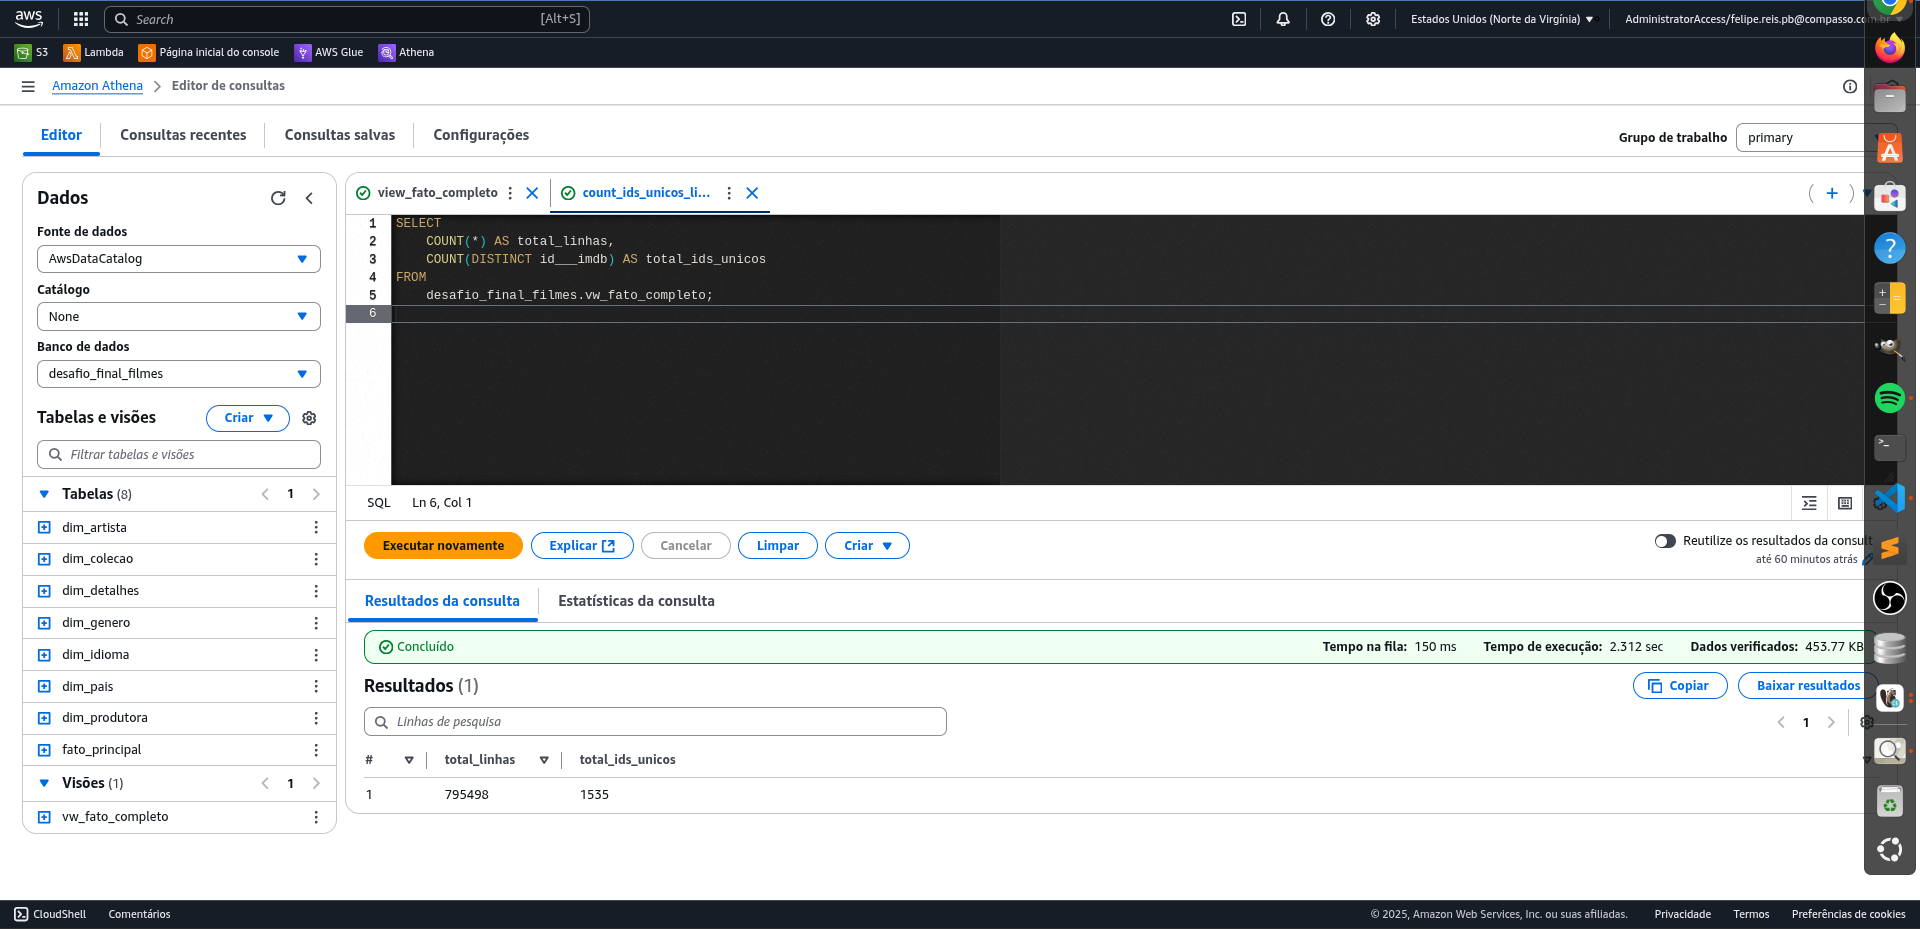 aws
Search [Alt+S]
Estados Unidos (Norte da Virgínia)
AdministratorAccess/felipe.reis.pb@compasso.com.br
S3 Lambda Página inicial do console AWS Glue Athena
Amazon Athena Editor de consultas
Editor Consultas recentes Consultas salvas Configurações
Grupo de trabalho primary
Dados
Fonte de dados
AwsDataCatalog
Catálogo
None
Banco de dados
desafio_final_filmes
Tabelas e visões Criar
Filtrar tabelas e visões
Tabelas (8) 1
dim_artista
dim_colecao
dim_detalhes
dim_genero
dim_idioma
dim_pais
dim_produtora
fato_principal
Visões (1) 1
vw_fato_completo
view_fato_completo count_ids_unicos_li...
1 SELECT
2 COUNT(*) AS total_linhas,
3 COUNT(DISTINCT id___imdb) AS total_ids_unicos
4 FROM
5 desafio_final_filmes.vw_fato_completo;
6
SQL Ln 6, Col 1
Executar novamente Explicar Cancelar Limpar Criar
Reutilize os resultados da consult
até 60 minutos atrás
Resultados da consulta Estatísticas da consulta
Concluído Tempo na fila: 150 ms Tempo de execução: 2.312 sec Dados verificados: 453.77 KB
Resultados (1) Copiar Baixar resultados
Linhas de pesquisa 1
# total_linhas total_ids_unicos
1 795498 1535
CloudShell Comentários © 2025, Amazon Web Services, Inc. ou suas afiliadas. Privacidade Termos Preferências de cookies